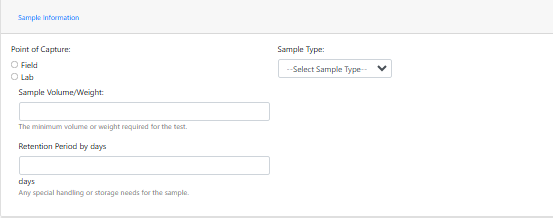 Sample Information
Point of Capture:
Field
Lab
Sample Type:
--Select Sample Type--
Sample Volume/Weight:
The minimum volume or weight required for the test.
Retention Period by days
days
Any special handling or storage needs for the sample.